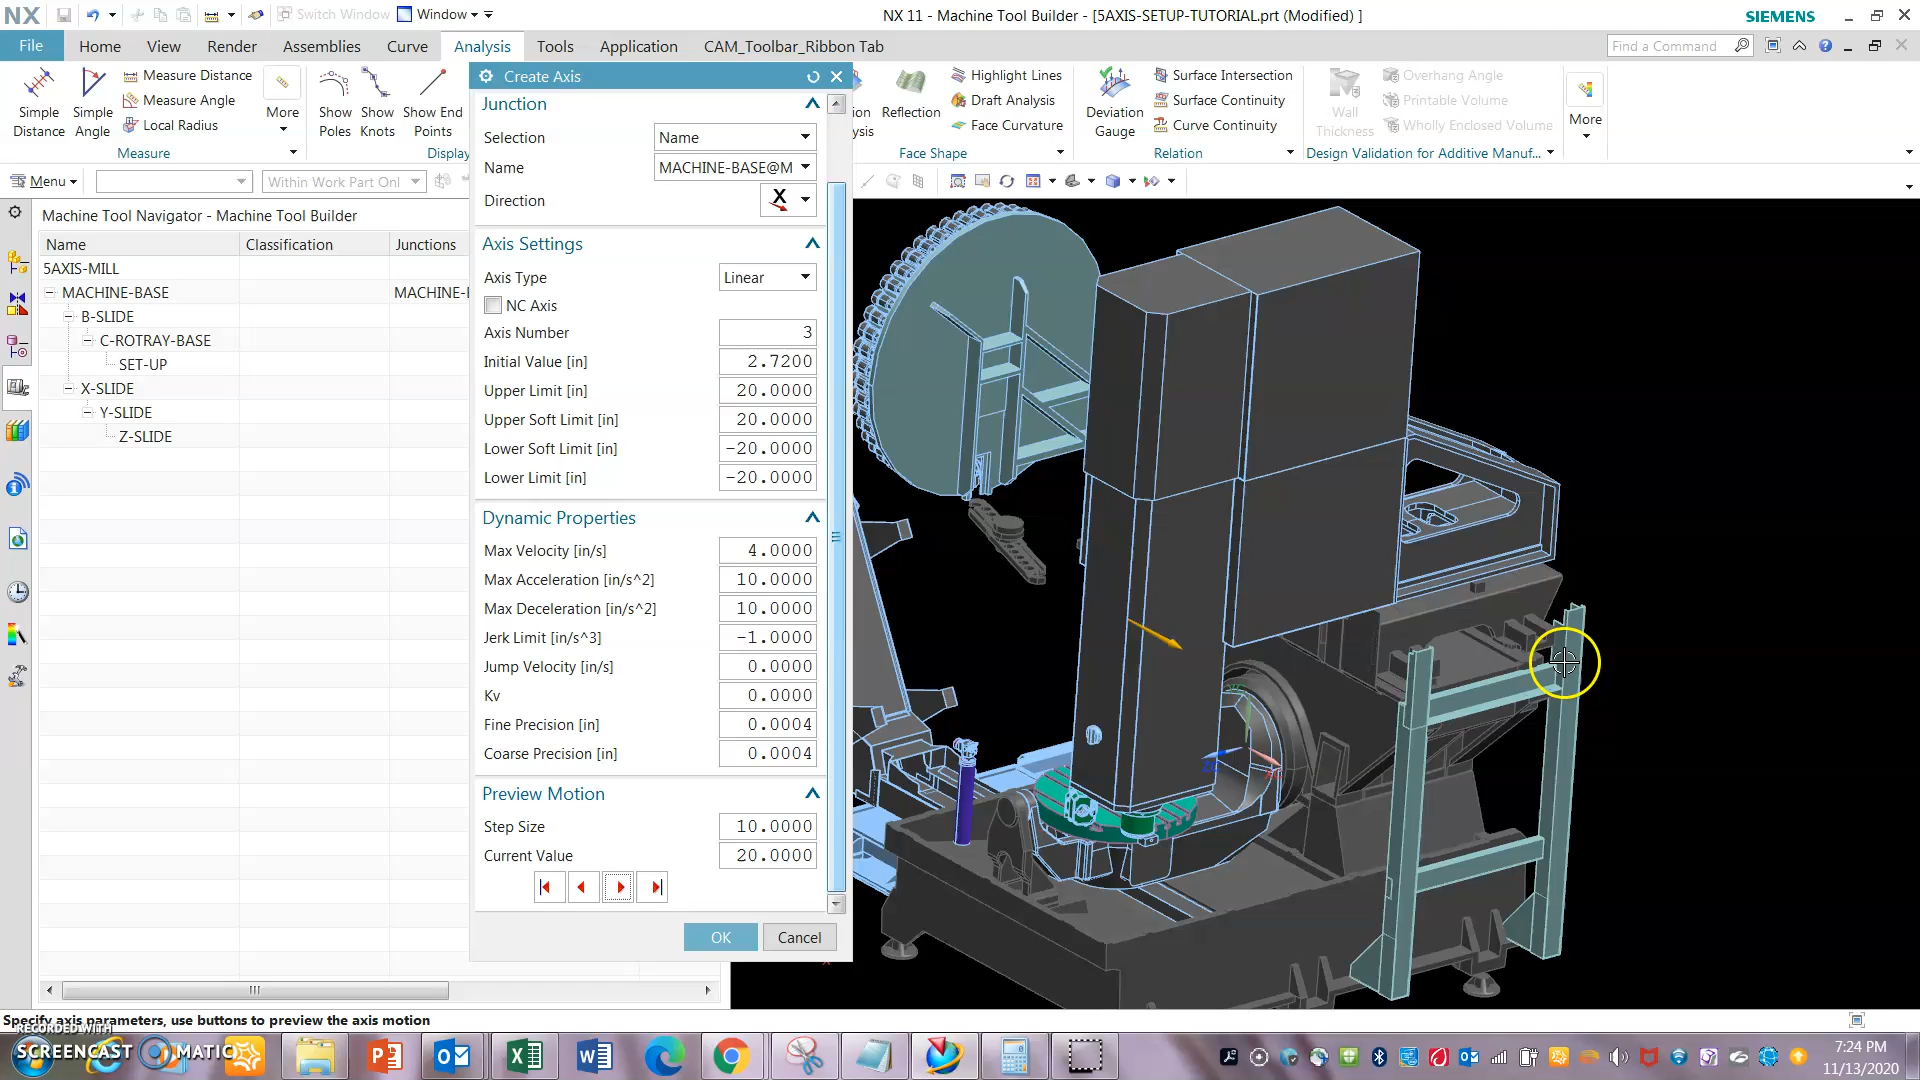 NX
Switch Window
Window
NX 11 - Machine Tool Builder - [5AXIS-SETUP-TUTORIAL.prt (Modified) ]
SIEMENS
File
Home
View
Render
Assemblies
Curve
Analysis
Tools
Application
CAM_Toolbar_Ribbon Tab
Find a Command
Simple Distance
Simple Angle
Measure Distance
Measure Angle
Local Radius
More
Measure
Show Poles
Show Knots
Show End Points
Display
Reflection
Highlight Lines
Draft Analysis
Face Curvature
Face Shape
Deviation Gauge
Surface Intersection
Surface Continuity
Curve Continuity
Relation
Wall Thickness
Overhang Angle
Printable Volume
Wholly Enclosed Volume
Design Validation for Additive Manuf...
More
Menu
Within Work Part Onl
Machine Tool Navigator - Machine Tool Builder
Name Classification Junctions
5AXIS-MILL
MACHINE-BASE MACHINE-
B-SLIDE
C-ROTRAY-BASE
SET-UP
X-SLIDE
Y-SLIDE
Z-SLIDE
Create Axis
Junction
Selection Name
Name MACHINE-BASE@M
Direction X
Axis Settings
Axis Type Linear
NC Axis
Axis Number 3
Initial Value [in] 2.7200
Upper Limit [in] 20.0000
Upper Soft Limit [in] 20.0000
Lower Soft Limit [in] -20.0000
Lower Limit [in] -20.0000
Dynamic Properties
Max Velocity [in/s] 4.0000
Max Acceleration [in/s^2] 10.0000
Max Deceleration [in/s^2] 10.0000
Jerk Limit [in/s^3] -1.0000
Jump Velocity [in/s] 0.0000
Kv 0.0000
Fine Precision [in] 0.0004
Coarse Precision [in] 0.0004
Preview Motion
Step Size 10.0000
Current Value 20.0000
OK
Cancel
Specify axis parameters, use buttons to preview the axis motion
RECORDED WITH
SCREENCAST MATIC
7:24 PM
11/13/2020